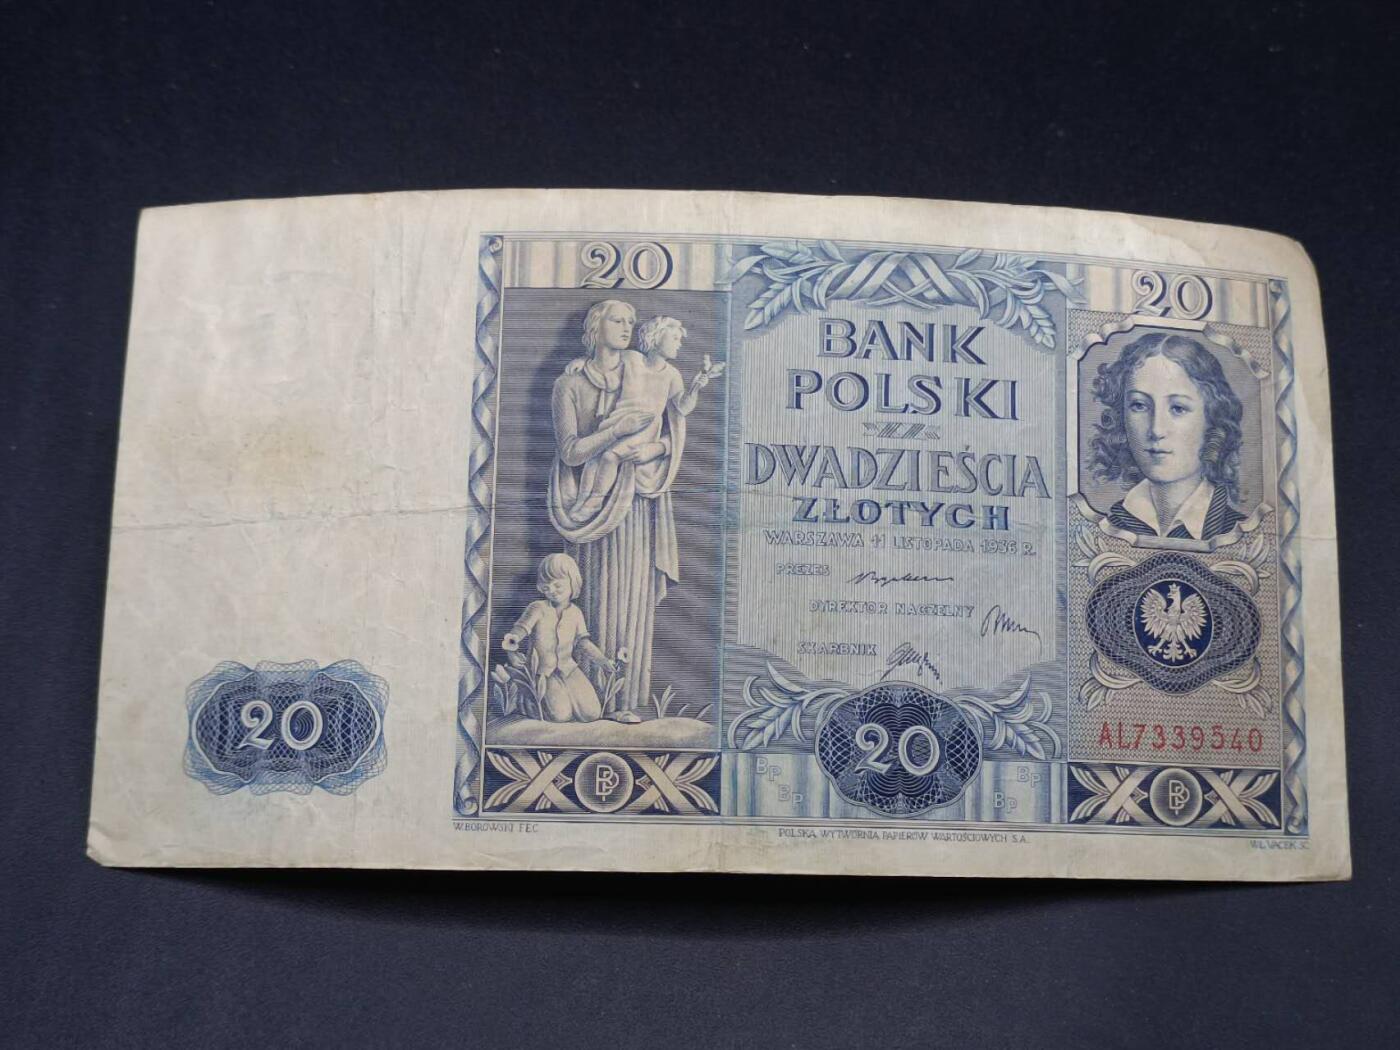 20
20
BANK
POLSKI
DWADZIEŚCIA
ZŁOTYCH
WARSZAWA 11 LISTOPADA 1936 R.
PREZES
DYREKTOR NACZELNY
SKARBNIK
20
20
AL7339540
BP
BP
BP
BP
BP
BP
W. BOROWSKI FEC
POLSKA WYTWÓRNIA PAPIERÓW WARTOŚCIOWYCH S.A.
WŁ. VACEK SC